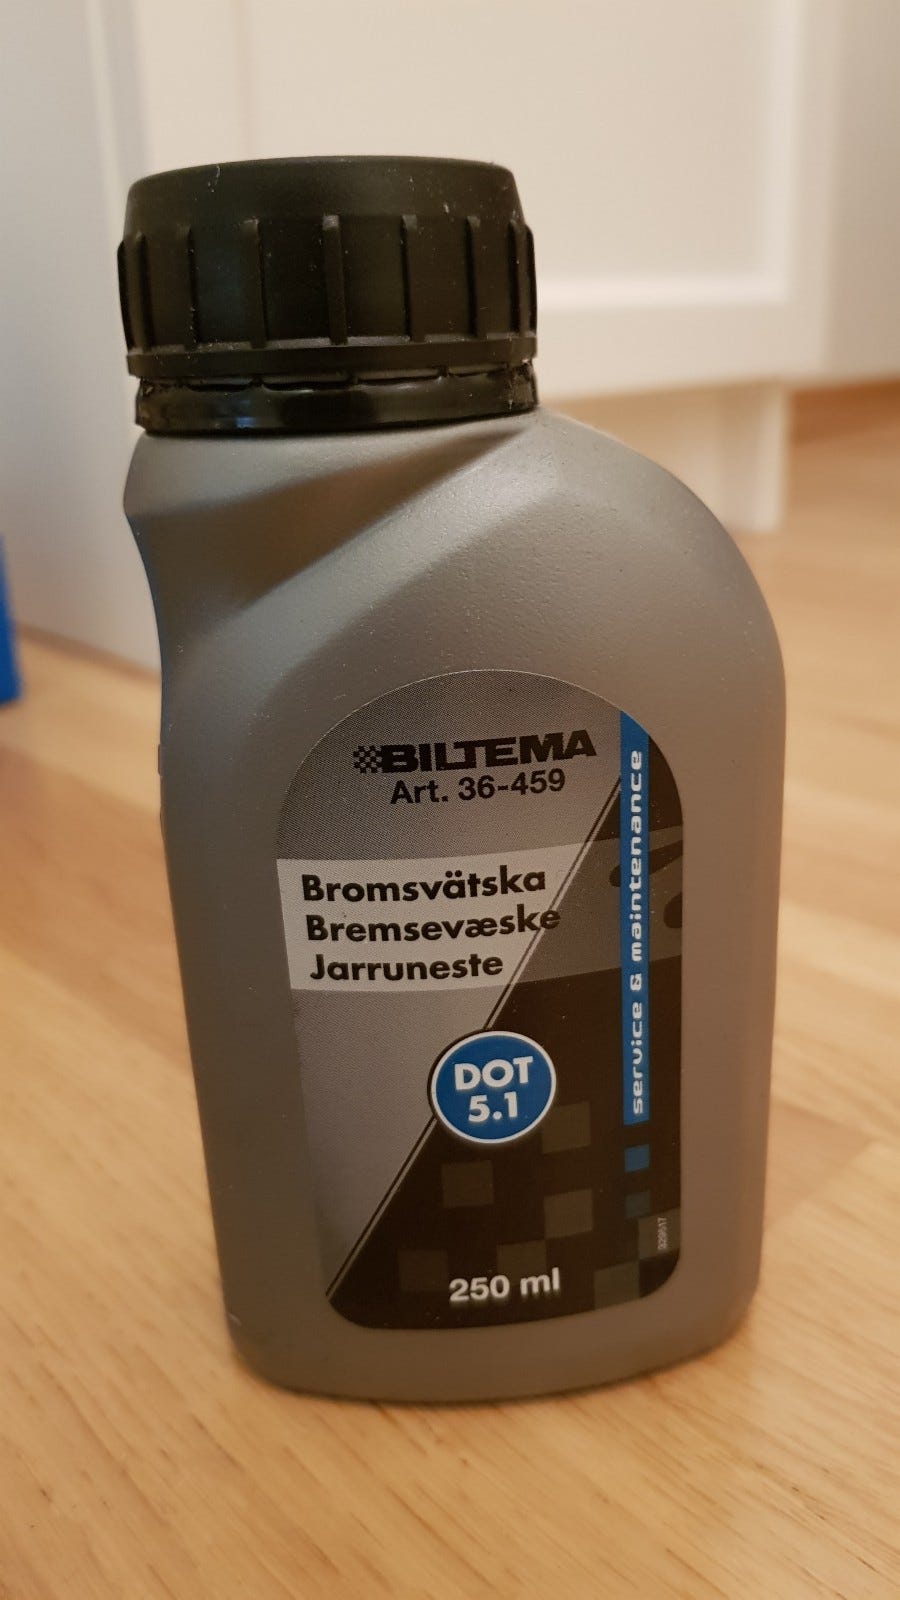 BILTEMA
Art. 36-459
Bromsvätska
Bremsevæske
Jarruneste
DOT
5.1
250 ml
service & maintenance